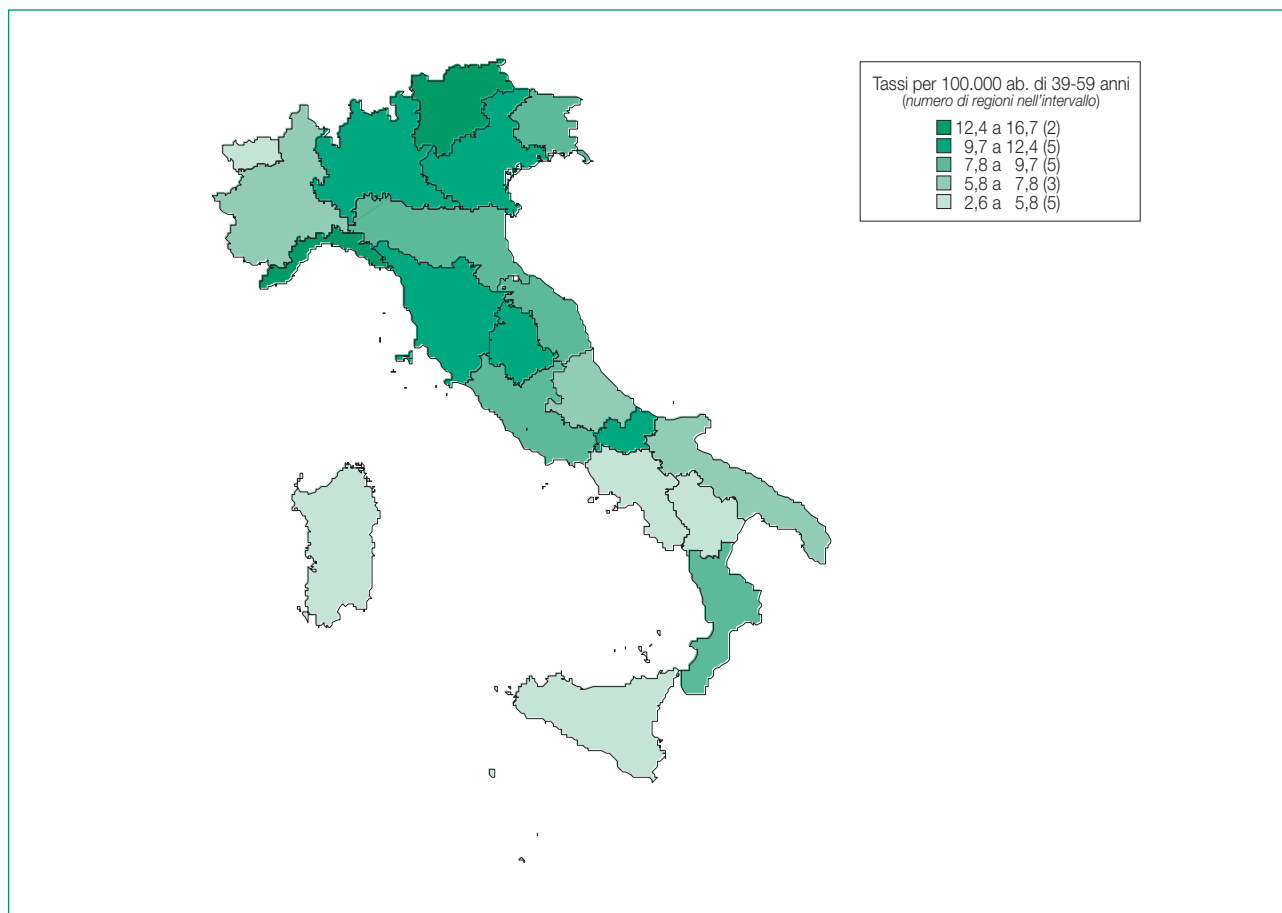 Tassi per 100.000 ab. di 39-59 anni
(numero di regioni nell'intervallo)
12,4 a 16,7 (2)
9,7 a 12,4 (5)
7,8 a 9,7 (5)
5,8 a 7,8 (3)
2,6 a 5,8 (5)